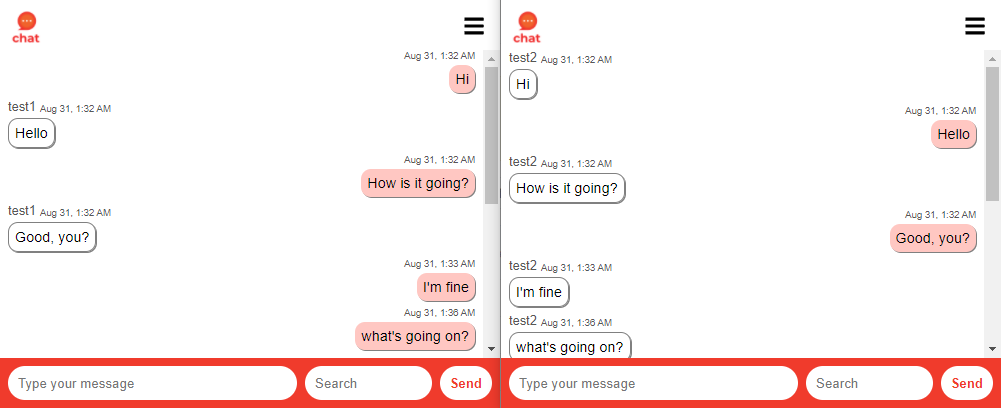 chat
Aug 31, 1:32 AM
Hi
test1 Aug 31, 1:32 AM
Hello
Aug 31, 1:32 AM
How is it going?
test1 Aug 31, 1:32 AM
Good, you?
Aug 31, 1:33 AM
I'm fine
Aug 31, 1:36 AM
what's going on?
Type your message
Search
Send
chat
test2 Aug 31, 1:32 AM
Hi
Aug 31, 1:32 AM
Hello
test2 Aug 31, 1:32 AM
How is it going?
Aug 31, 1:32 AM
Good, you?
test2 Aug 31, 1:33 AM
I'm fine
test2 Aug 31, 1:36 AM
what's going on?
Type your message
Search
Send